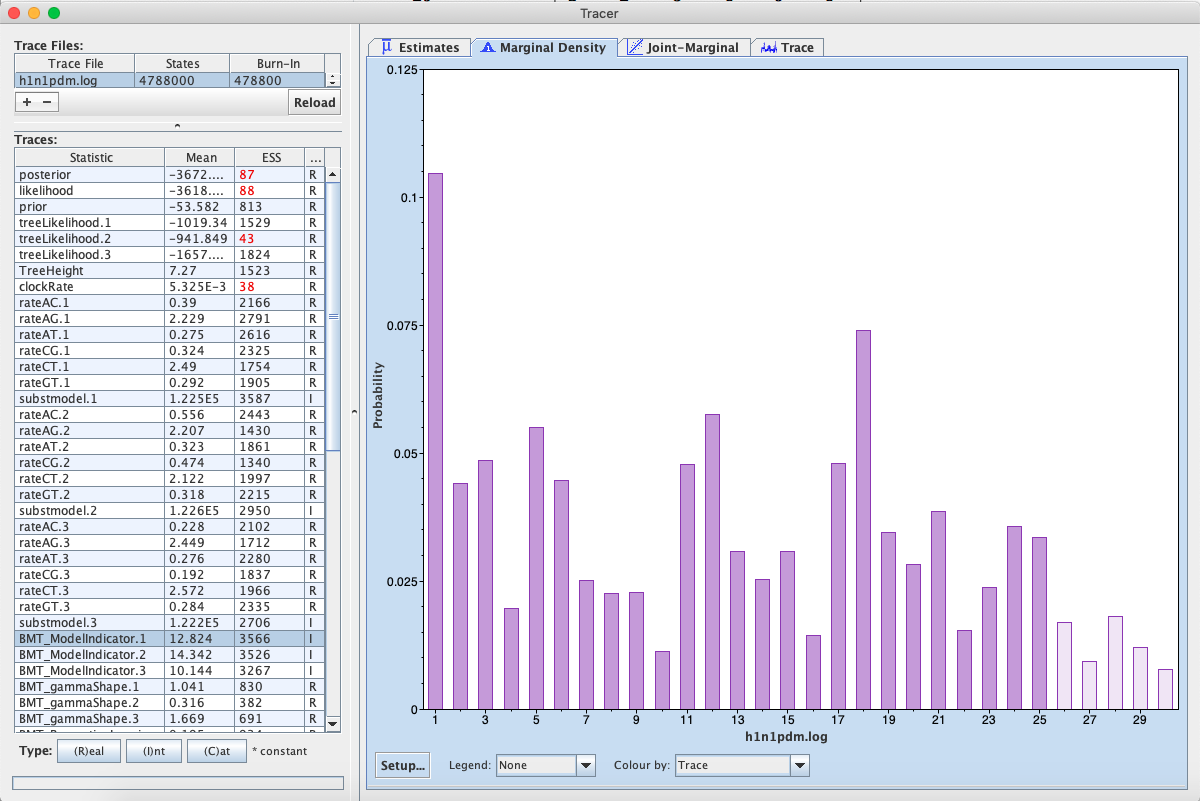 Tracer
Trace Files:
Trace File States Burn-In
h1n1pdm.log 4788000 478800
+ − Reload
Traces:
Statistic Mean ESS ...
posterior -3672.... 87 R
likelihood -3618.... 88 R
prior -53.582 813 R
treeLikelihood.1 -1019.34 1529 R
treeLikelihood.2 -941.849 43 R
treeLikelihood.3 -1657.... 1824 R
TreeHeight 7.27 1523 R
clockRate 5.325E-3 38 R
rateAC.1 0.39 2166 R
rateAG.1 2.229 2791 R
rateAT.1 0.275 2616 R
rateCG.1 0.324 2325 R
rateCT.1 2.49 1754 R
rateGT.1 0.292 1905 R
substmodel.1 1.225E5 3587 I
rateAC.2 0.556 2443 R
rateAG.2 2.207 1430 R
rateAT.2 0.323 1861 R
rateCG.2 0.474 1340 R
rateCT.2 2.122 1997 R
rateGT.2 0.318 2215 R
substmodel.2 1.226E5 2950 I
rateAC.3 0.228 2102 R
rateAG.3 2.449 1712 R
rateAT.3 0.276 2280 R
rateCG.3 0.192 1837 R
rateCT.3 2.572 1966 R
rateGT.3 0.284 2335 R
substmodel.3 1.222E5 2706 I
BMT_ModelIndicator.1 12.824 3566 I
BMT_ModelIndicator.2 14.342 3526 I
BMT_ModelIndicator.3 10.144 3267 I
BMT_gammaShape.1 1.041 830 R
BMT_gammaShape.2 0.316 382 R
BMT_gammaShape.3 1.669 691 R
Type: (R)eal (I)nt (C)at * constant
μ Estimates Marginal Density Joint-Marginal Trace
0.125
0.1
0.075
0.05
0.025
0
Probability
1 3 5 7 9 11 13 15 17 19 21 23 25 27 29
h1n1pdm.log
Setup... Legend: None Colour by: Trace